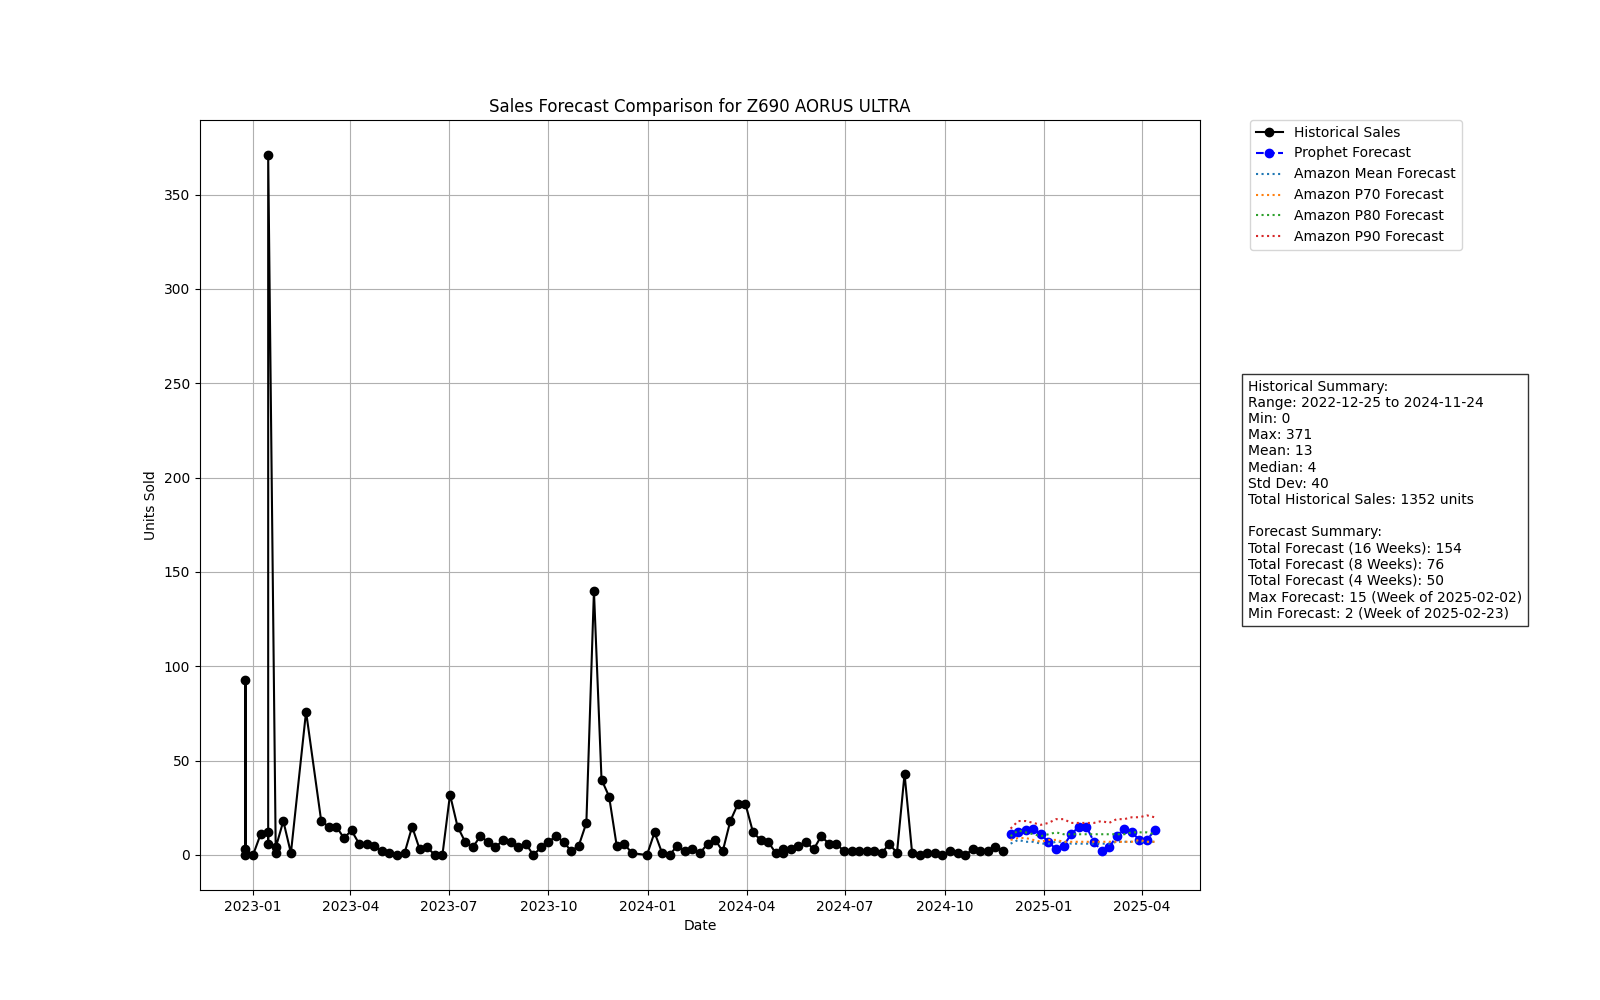 Sales Forecast Comparison for Z690 AORUS ULTRA
Historical Sales
Prophet Forecast
Amazon Mean Forecast
Amazon P70 Forecast
Amazon P80 Forecast
Amazon P90 Forecast
350
300
250
200
150
100
50
0
Units Sold
2023-01 2023-04 2023-07 2023-10 2024-01 2024-04 2024-07 2024-10 2025-01 2025-04
Date
Historical Summary:
Range: 2022-12-25 to 2024-11-24
Min: 0
Max: 371
Mean: 13
Median: 4
Std Dev: 40
Total Historical Sales: 1352 units
Forecast Summary:
Total Forecast (16 Weeks): 154
Total Forecast (8 Weeks): 76
Total Forecast (4 Weeks): 50
Max Forecast: 15 (Week of 2025-02-02)
Min Forecast: 2 (Week of 2025-02-23)